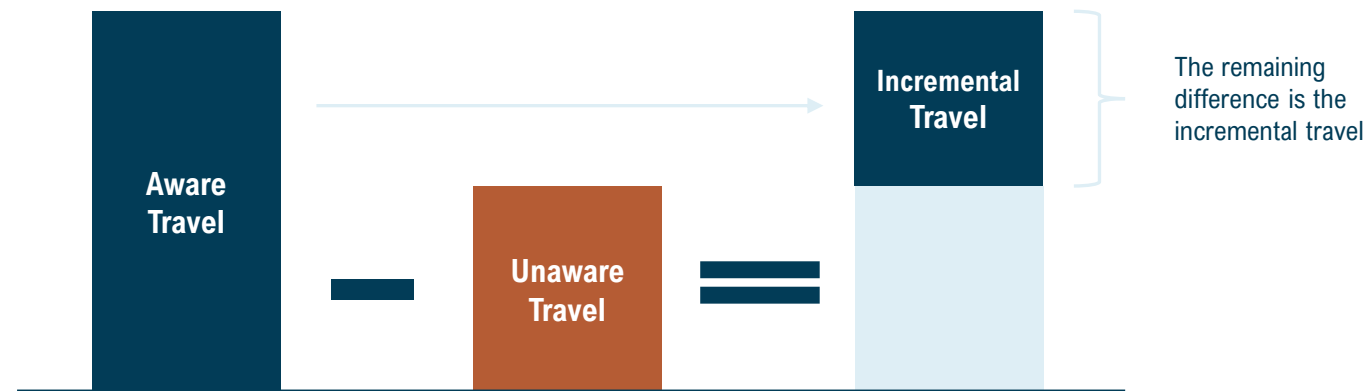 Aware
Travel
Unaware
Travel
Incremental
Travel
The remaining
difference is the
incremental travel